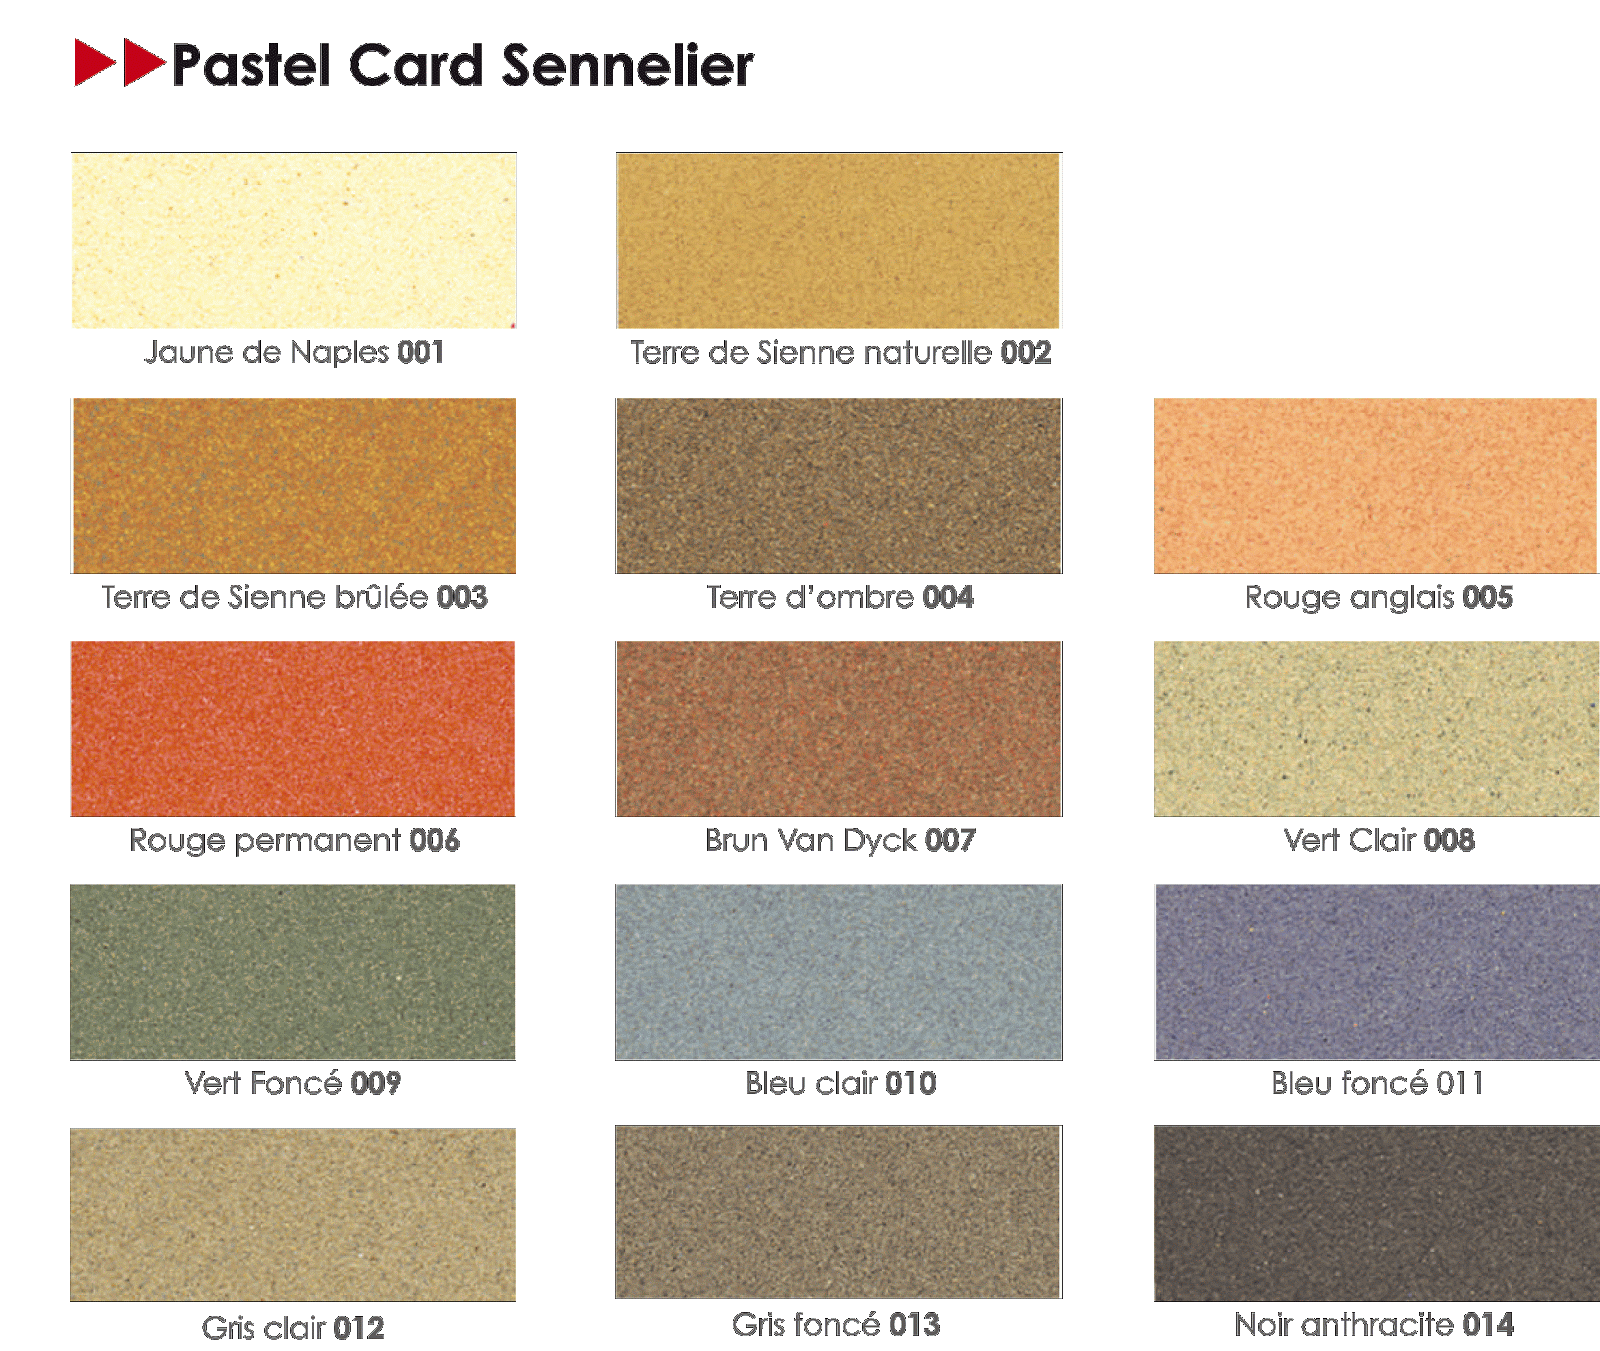 Pastel Card Sennelier
Jaune de Naples 001
Terre de Sienne naturelle 002
Terre de Sienne brûlée 003
Terre d'ombre 004
Rouge anglais 005
Rouge permanent 006
Brun Van Dyck 007
Vert Clair 008
Vert Foncé 009
Bleu clair 010
Bleu foncé 011
Gris clair 012
Gris foncé 013
Noir anthracite 014